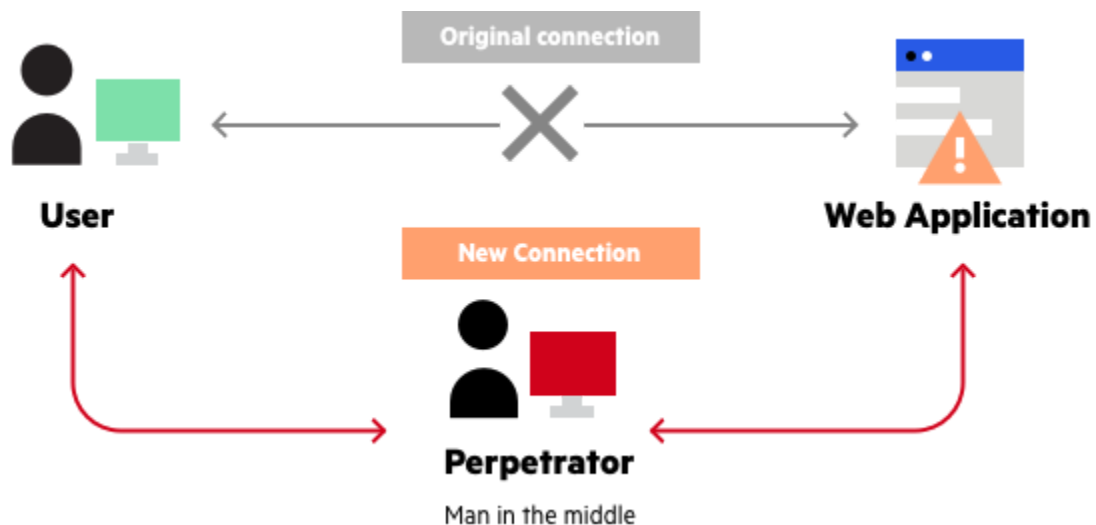 Original connection
User
Web Application
New Connection
Perpetrator
Man in the middle